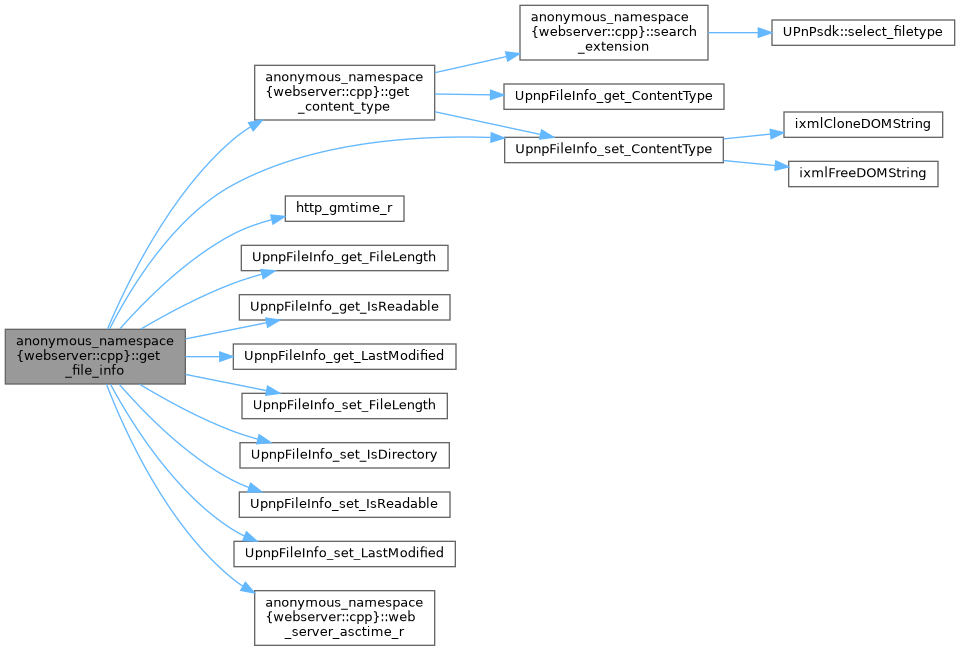 anonymous_namespace
{webserver::cpp}::search
_extension
UPnPsdk::select_filetype
anonymous_namespace
{webserver::cpp}::get
_content_type
UpnpFileInfo_get_ContentType
ixmlCloneDOMString
UpnpFileInfo_set_ContentType
ixmlFreeDOMString
http_gmtime_r
UpnpFileInfo_get_FileLength
UpnpFileInfo_get_IsReadable
anonymous_namespace
{webserver::cpp}::get
_file_info
UpnpFileInfo_get_LastModified
UpnpFileInfo_set_FileLength
UpnpFileInfo_set_IsDirectory
UpnpFileInfo_set_IsReadable
UpnpFileInfo_set_LastModified
anonymous_namespace
{webserver::cpp}::web
_server_asctime_r